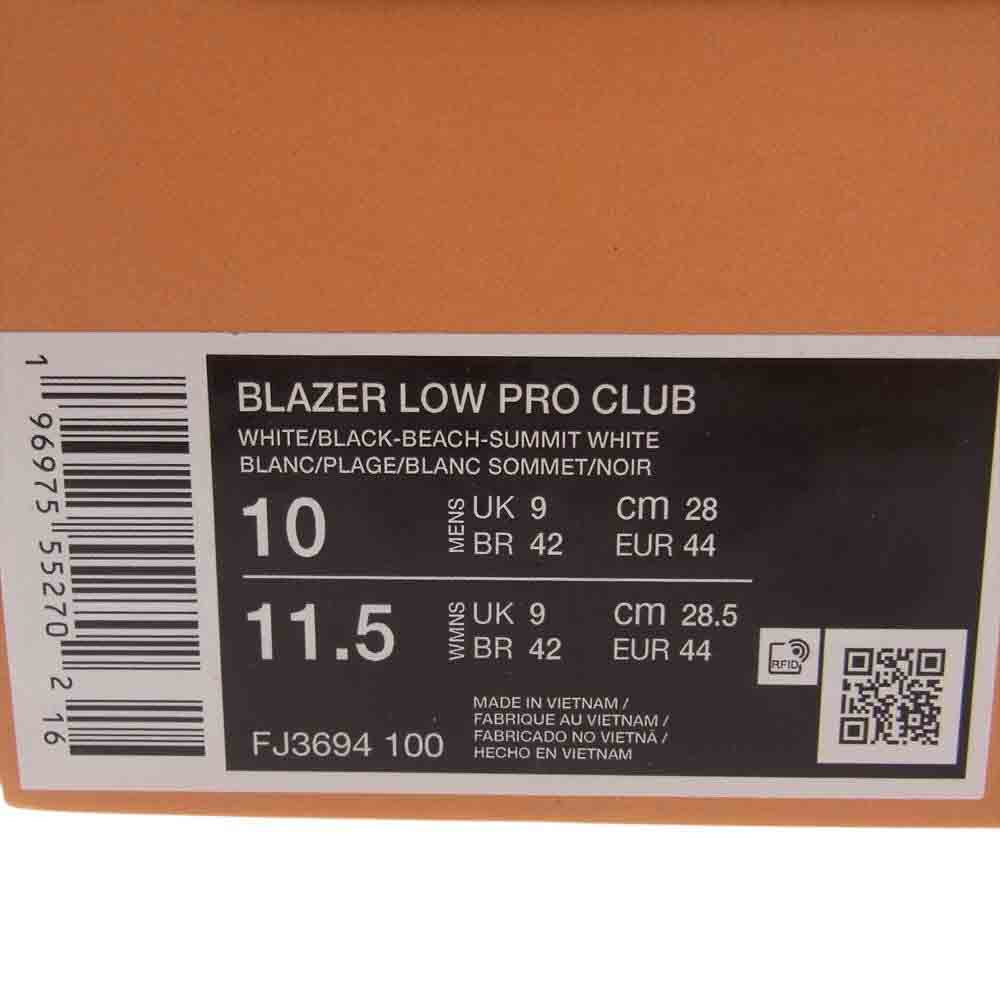 BLAZER LOW PRO CLUB
WHITE/BLACK-BEACH-SUMMIT WHITE
BLANC/PLAGE/BLANC SOMMET/NOIR
10 MENS UK 9 cm 28
BR 42 EUR 44
11.5 WMNS UK 9 cm 28.5
BR 42 EUR 44
RFID
FJ3694 100
MADE IN VIETNAM /
FABRIQUE AU VIETNAM /
FABRICADO NO VIETNÃ /
HECHO EN VIETNAM
1 96975 55270 2 16